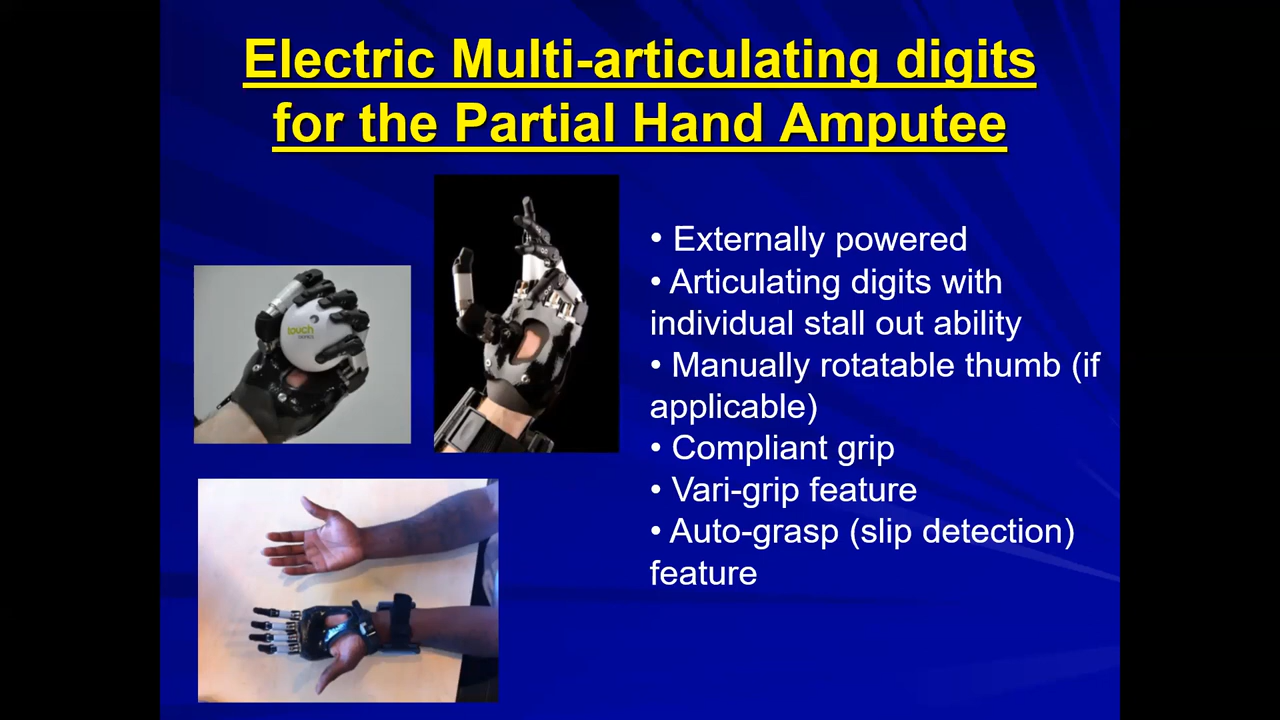 Electric Multi-articulating digits
for the Partial Hand Amputee
touch
• Externally powered
• Articulating digits with
individual stall out ability
• Manually rotatable thumb (if
applicable)
• Compliant grip
• Vari-grip feature
• Auto-grasp (slip detection)
feature